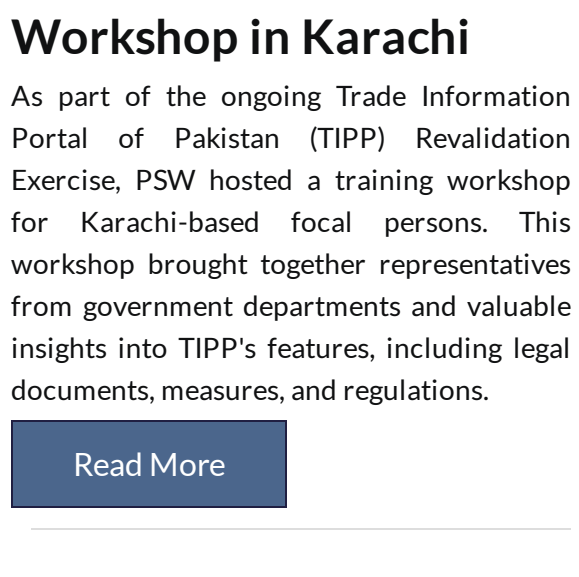 Workshop in Karachi
As part of the ongoing Trade Information
Portal of Pakistan (TIPP) Revalidation
Exercise, PSW hosted a training workshop
for Karachi-based focal persons. This
workshop brought together representatives
from government departments and valuable
insights into TIPP's features, including legal
documents, measures, and regulations.
Read More